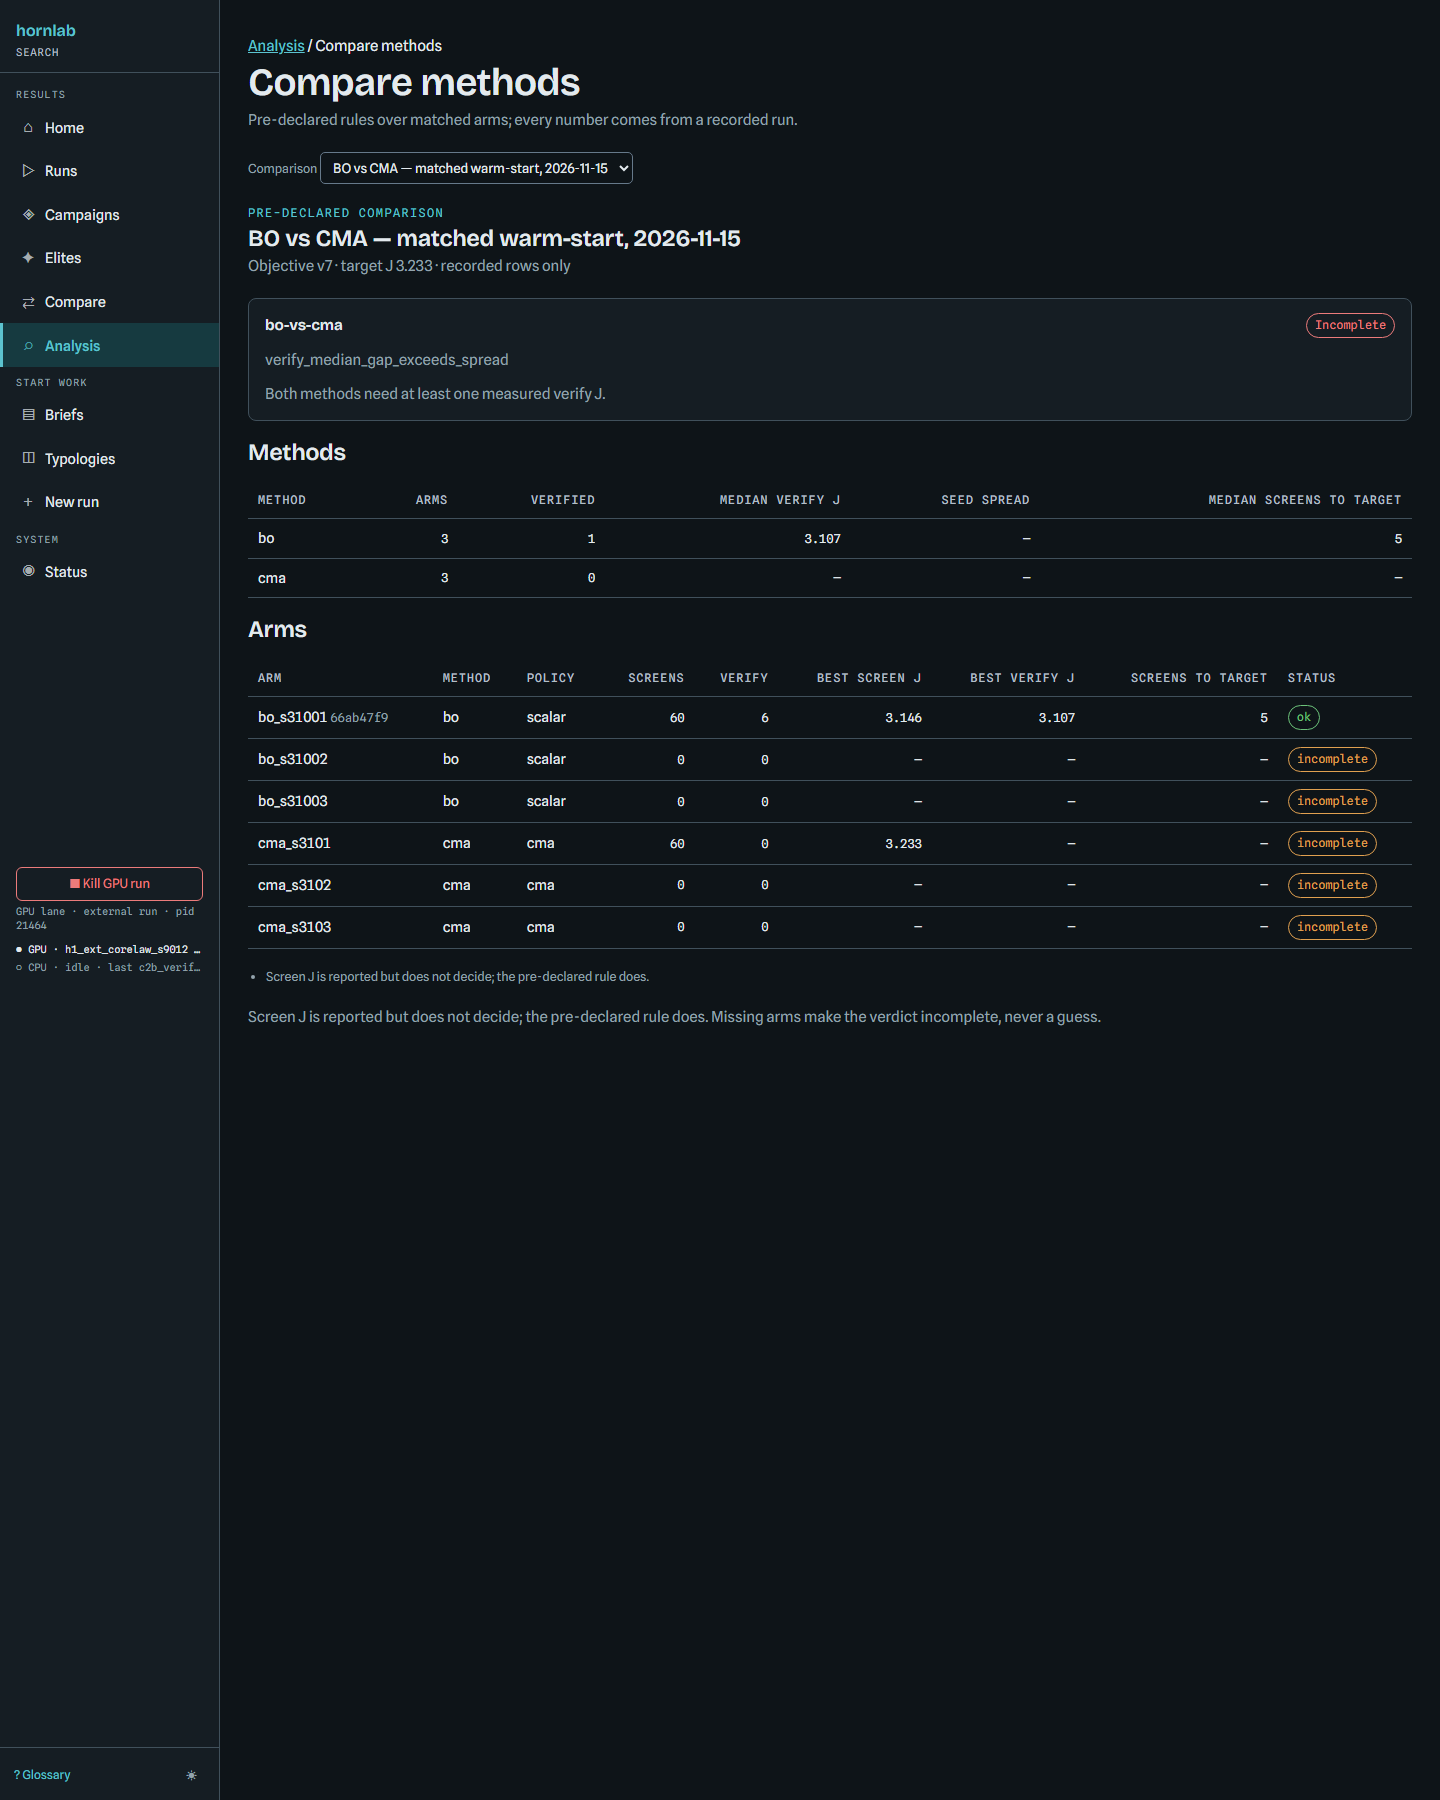 hornlab
SEARCH
RESULTS
Home
Runs
Campaigns
Elites
Compare
Analysis
START WORK
Briefs
Typologies
+ New run
SYSTEM
Status
Kill GPU run
GPU lane · external run · pid
21464
GPU · h1_ext_corelaw_s9012 …
CPU · idle · last c2b_verif…
? Glossary
Analysis / Compare methods
Compare methods
Pre-declared rules over matched arms; every number comes from a recorded run.
Comparison BO vs CMA — matched warm-start, 2026-11-15
PRE-DECLARED COMPARISON
BO vs CMA — matched warm-start, 2026-11-15
Objective v7 · target J 3.233 · recorded rows only
bo-vs-cma Incomplete
verify_median_gap_exceeds_spread
Both methods need at least one measured verify J.
Methods
METHOD ARMS VERIFIED MEDIAN VERIFY J SEED SPREAD MEDIAN SCREENS TO TARGET
bo 3 1 3.107 — 5
cma 3 0 — — —
Arms
ARM METHOD POLICY SCREENS VERIFY BEST SCREEN J BEST VERIFY J SCREENS TO TARGET STATUS
bo_s31001 66ab47f9 bo scalar 60 6 3.146 3.107 5 ok
bo_s31002 bo scalar 0 0 — — — incomplete
bo_s31003 bo scalar 0 0 — — — incomplete
cma_s3101 cma cma 60 0 3.233 — — incomplete
cma_s3102 cma cma 0 0 — — — incomplete
cma_s3103 cma cma 0 0 — — — incomplete
• Screen J is reported but does not decide; the pre-declared rule does.
Screen J is reported but does not decide; the pre-declared rule does. Missing arms make the verdict incomplete, never a guess.